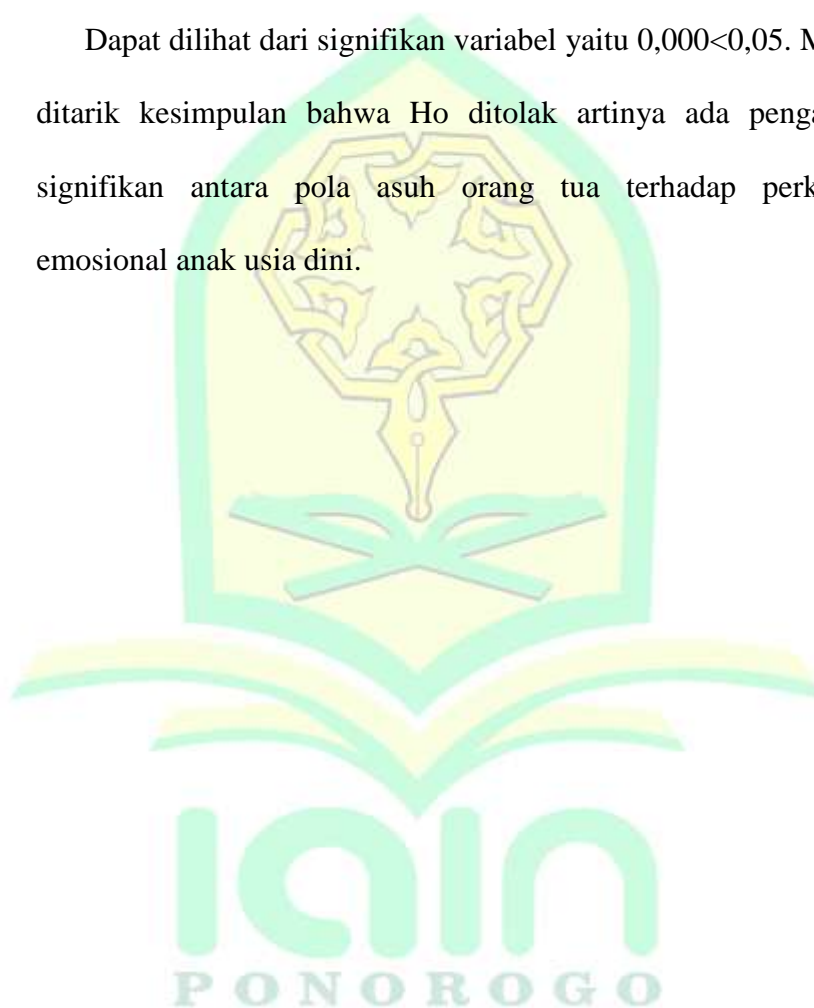 Dapat dilihat dari signifikan variabel yaitu 0,000<0,05.
ditarik kesimpulan bahwa Ho ditolak artinya ada
signifikan antara pola asuh orang tua terhadap
emosional anak usia dini.
iain
PONOROGO